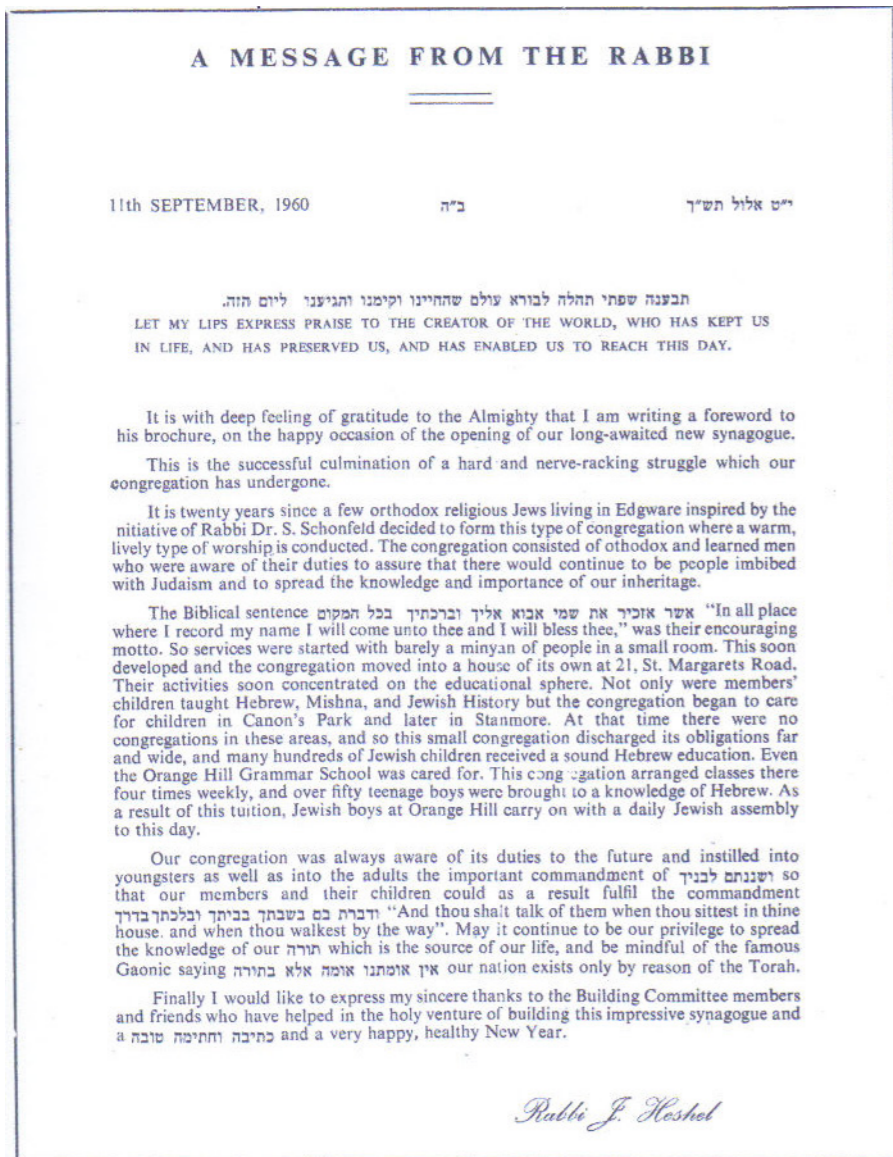 A MESSAGE FROM THE RABBI
11th SEPTEMBER, 1960 ב"ה י"ט אלול תש"ך
תבענה שפתי תהלה לבורא עולם שהחיינו וקימנו והגיענו ליום הזה.
LET MY LIPS EXPRESS PRAISE TO THE CREATOR OF THE WORLD, WHO HAS KEPT US
IN LIFE, AND HAS PRESERVED US, AND HAS ENABLED US TO REACH THIS DAY.
It is with deep feeling of gratitude to the Almighty that I am writing a foreword to
his brochure, on the happy occasion of the opening of our long-awaited new synagogue.
This is the successful culmination of a hard and nerve-racking struggle which our
congregation has undergone.
It is twenty years since a few orthodox religious Jews living in Edgware inspired by the
nitiative of Rabbi Dr. S. Schonfeld decided to form this type of congregation where a warm,
lively type of worship is conducted. The congregation consisted of othodox and learned men
who were aware of their duties to assure that there would continue to be people imbibed
with Judaism and to spread the knowledge and importance of our inheritage.
The Biblical sentence בכל המקום אשר אזכיר את שמי אבוא אליך וברכתיך "In all place
where I record my name I will come unto thee and I will bless thee," was their encouraging
motto. So services were started with barely a minyan of people in a small room. This soon
developed and the congregation moved into a house of its own at 21, St. Margarets Road.
Their activities soon concentrated on the educational sphere. Not only were members'
children taught Hebrew, Mishna, and Jewish History but the congregation began to care
for children in Canon's Park and later in Stanmore. At that time there were no
congregations in these areas, and so this small congregation discharged its obligations far
and wide, and many hundreds of Jewish children received a sound Hebrew education. Even
the Orange Hill Grammar School was cared for. This congregation arranged classes there
four times weekly, and over fifty teenage boys were brought to a knowledge of Hebrew. As
a result of this tuition, Jewish boys at Orange Hill carry on with a daily Jewish assembly
to this day.
Our congregation was always aware of its duties to the future and instilled into
youngsters as well as into the adults the important commandment of ושננתם לבניך so
that our members and their children could as a result fulfil the commandment
ודברת בם בשבתך בביתך ובלכתך בדרך "And thou shalt talk of them when thou sittest in thine
house. and when thou walkest by the way". May it continue to be our privilege to spread
the knowledge of our תורה which is the source of our life, and be mindful of the famous
Gaonic saying אין אומתנו אומה אלא בתורה our nation exists only by reason of the Torah.
Finally I would like to express my sincere thanks to the Building Committee members
and friends who have helped in the holy venture of building this impressive synagogue and
a כתיבה וחתימה טובה and a very happy, healthy New Year.
Rabbi J. Heshel